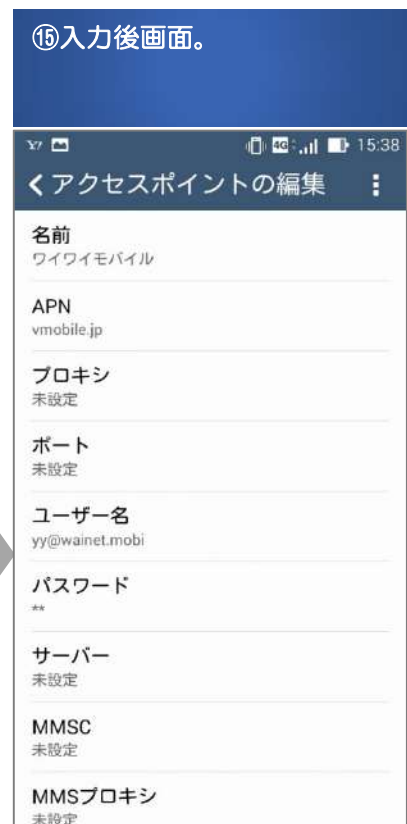 ⑮入力後画面。
Y! 4G 15:38
アクセスポイントの編集
名前
ワイワイモバイル
APN
vmobile.jp
プロキシ
未設定
ポート
未設定
ユーザー名
yy@wainet.mobi
パスワード
**
サーバー
未設定
MMSC
未設定
MMSプロキシ
未設定